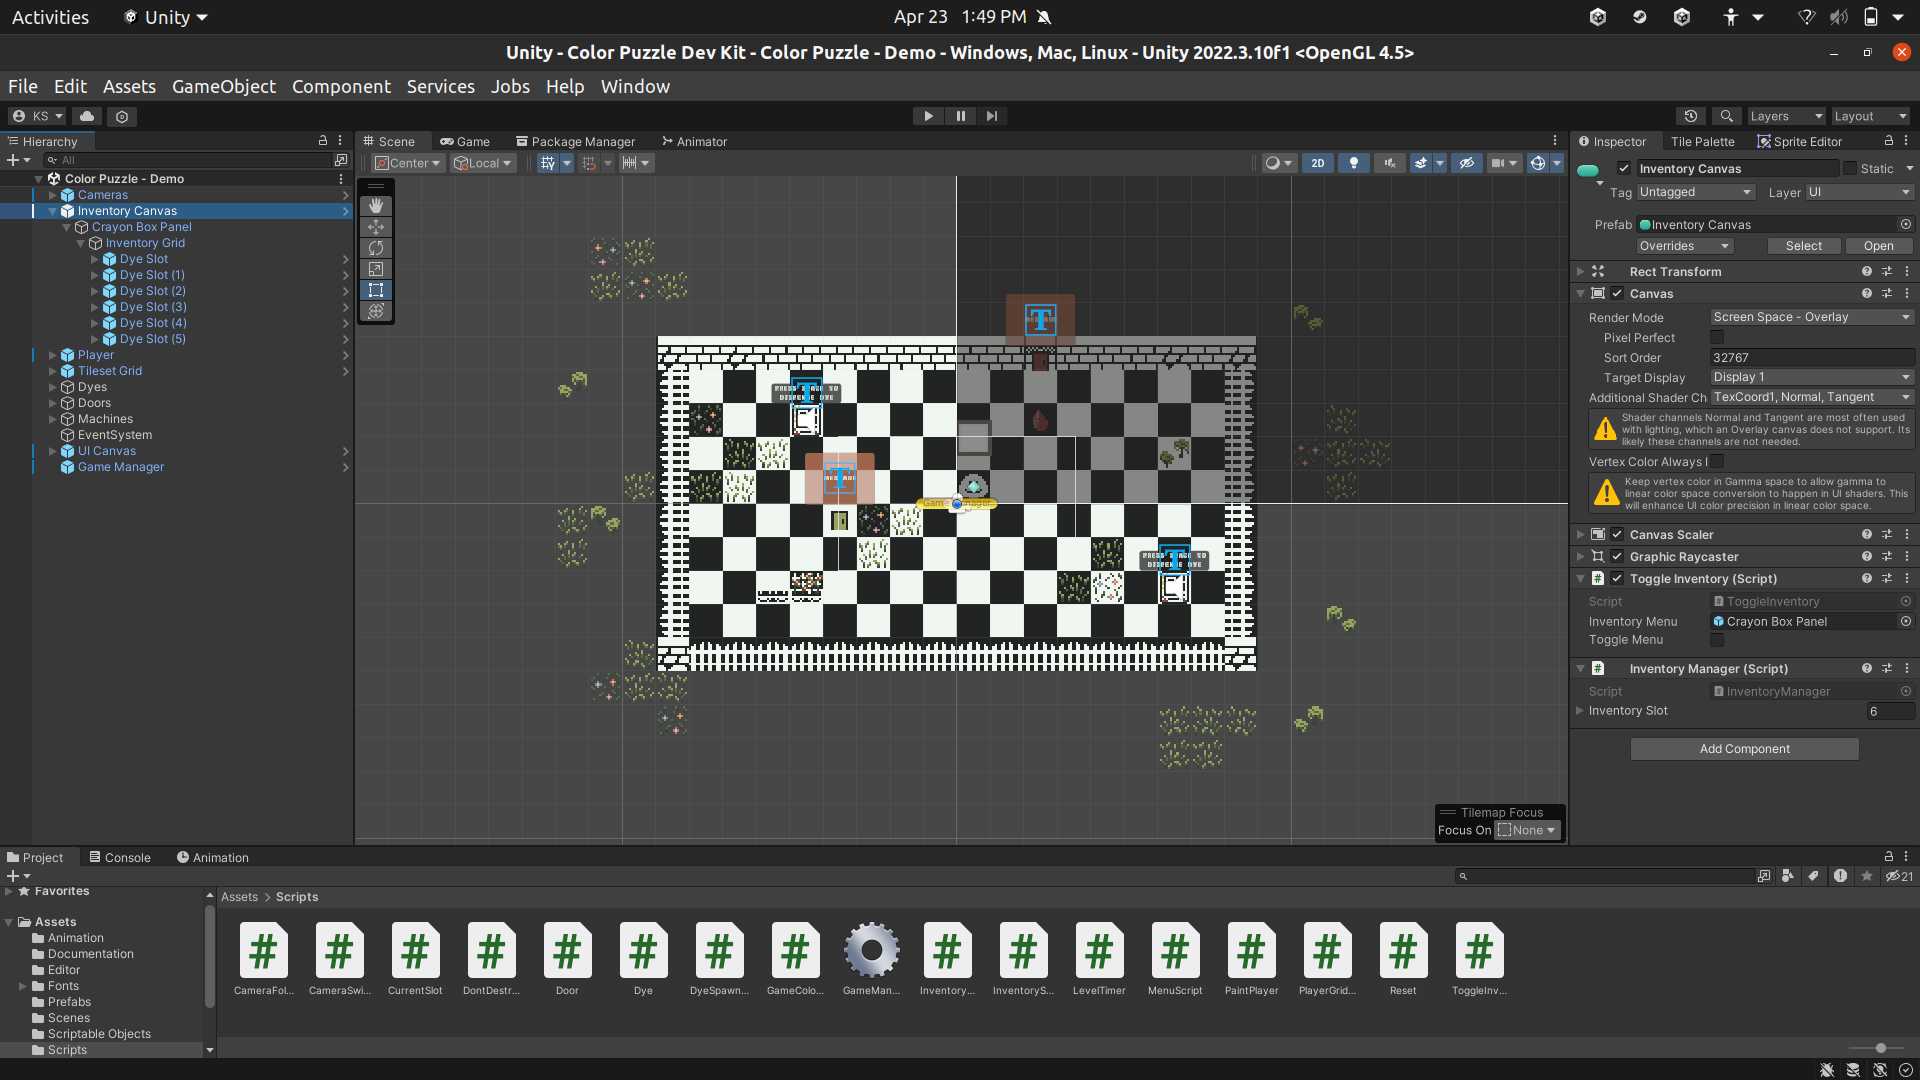 Activities
Unity
Apr 23 1:49 PM
Unity - Color Puzzle Dev Kit - Color Puzzle - Demo - Windows, Mac, Linux - Unity 2022.3.10f1 <OpenGL 4.5>
File Edit Assets GameObject Component Services Jobs Help Window
KS
Layers
Layout
Hierarchy
All
Color Puzzle - Demo
Cameras
Inventory Canvas
Crayon Box Panel
Inventory Grid
Dye Slot
Dye Slot (1)
Dye Slot (2)
Dye Slot (3)
Dye Slot (4)
Dye Slot (5)
Player
Tileset Grid
Dyes
Doors
Machines
EventSystem
UI Canvas
Game Manager
Scene
Game
Package Manager
Animator
Center
Local
2D
PRESS SPACE TO
DISPENSE DYE
Game Manager
PRESS SPACE TO
DISPENSE DYE
Tilemap Focus
Focus On None
Inspector
Tile Palette
Sprite Editor
Inventory Canvas
Static
Tag Untagged
Layer UI
Prefab Inventory Canvas
Overrides
Select
Open
Rect Transform
Canvas
Render Mode Screen Space - Overlay
Pixel Perfect
Sort Order 32767
Target Display Display 1
Additional Shader Ch TexCoord1, Normal, Tangent
Shader channels Normal and Tangent are most often used
with lighting, which an Overlay canvas does not support. Its
likely these channels are not needed.
Vertex Color Always I
Keep vertex color in Gamma space to allow gamma to
linear color space conversion to happen in UI shaders. This
will enhance UI color precision in linear color space.
Canvas Scaler
Graphic Raycaster
# Toggle Inventory (Script)
Script ToggleInventory
Inventory Menu Crayon Box Panel
Toggle Menu
# Inventory Manager (Script)
Script InventoryManager
Inventory Slot 6
Add Component
Project
Console
Animation
21
Favorites
Assets
Animation
Documentation
Editor
Fonts
Prefabs
Scenes
Scriptable Objects
Scripts
Assets > Scripts
CameraFol...
CameraSwi...
CurrentSlot
DontDestr...
Door
Dye
DyeSpawn...
GameColo...
GameMan...
Inventory...
InventoryS...
LevelTimer
MenuScript
PaintPlayer
PlayerGrid...
Reset
ToggleInv...